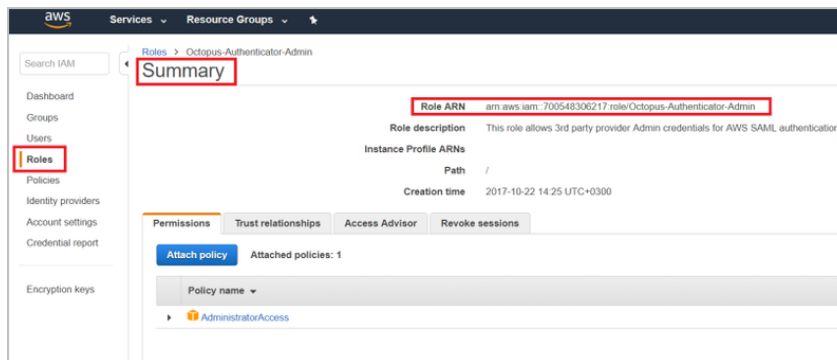 aws Services Resource Groups
Roles > Octopus-Authenticator-Admin
Search IAM
Summary
Dashboard
Groups
Users
Roles
Policies
Identity providers
Account settings
Credential report
Encryption keys
Role ARN arn:aws:iam::700548306217:role/Octopus-Authenticator-Admin
Role description This role allows 3rd party provider Admin credentials for AWS SAML authentication
Instance Profile ARNs
Path /
Creation time 2017-10-22 14:25 UTC+0300
Permissions Trust relationships Access Advisor Revoke sessions
Attach policy Attached policies: 1
Policy name
AdministratorAccess